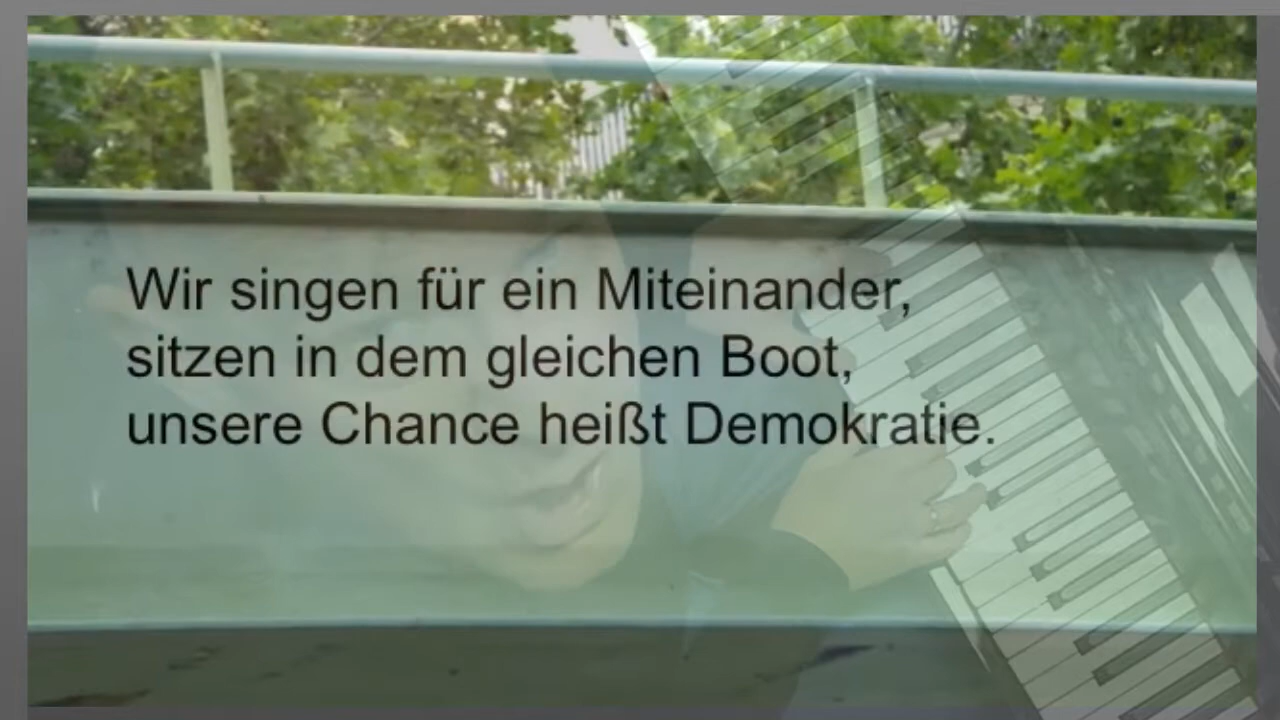 Wir singen für ein Miteinander,
sitzen in dem gleichen Boot,
unsere Chance heißt Demokratie.